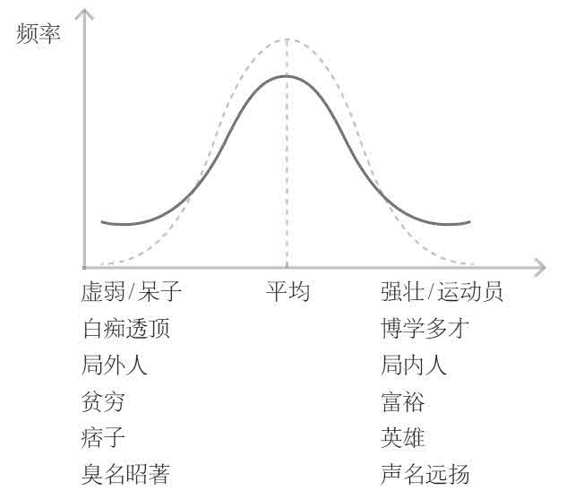 频率
虚弱/呆子 平均 强壮/运动员
白痴透顶 博学多才
局外人 局内人
贫穷 富裕
痞子 英雄
臭名昭著 声名远扬